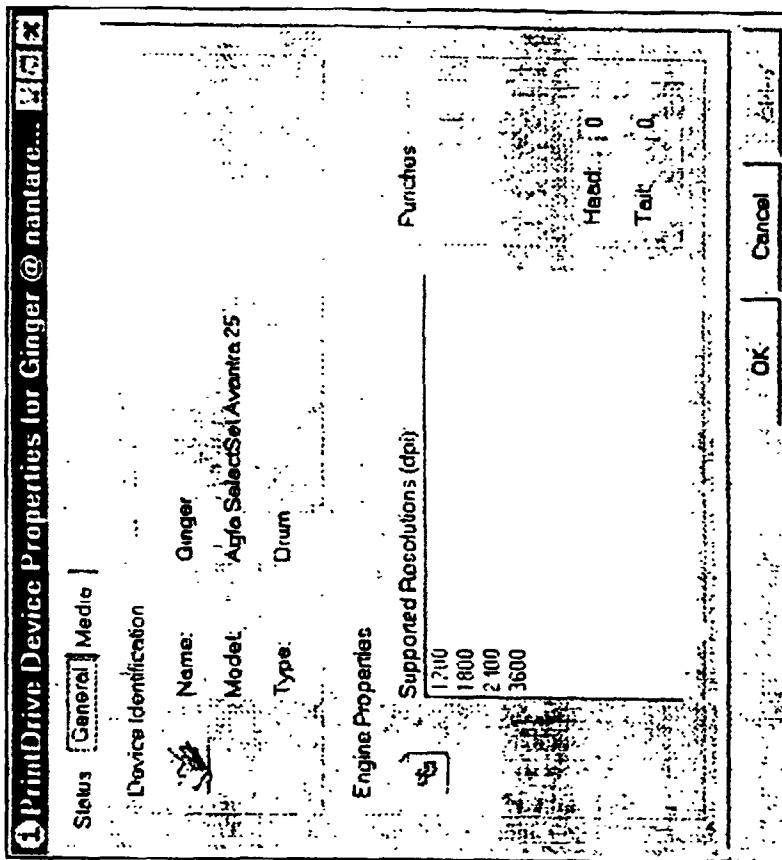 PrintDrive Device Properties for Ginger @ nantare...
Status General Media
Device Identification
Name: Ginger
Model: Agfa SelectSet Avantra 25
Type: Drum
Engine Properties
Supported Resolutions (dpi)
1200
1800
2400
3600
Punches
Head: 0
Tail: 0
OK Cancel